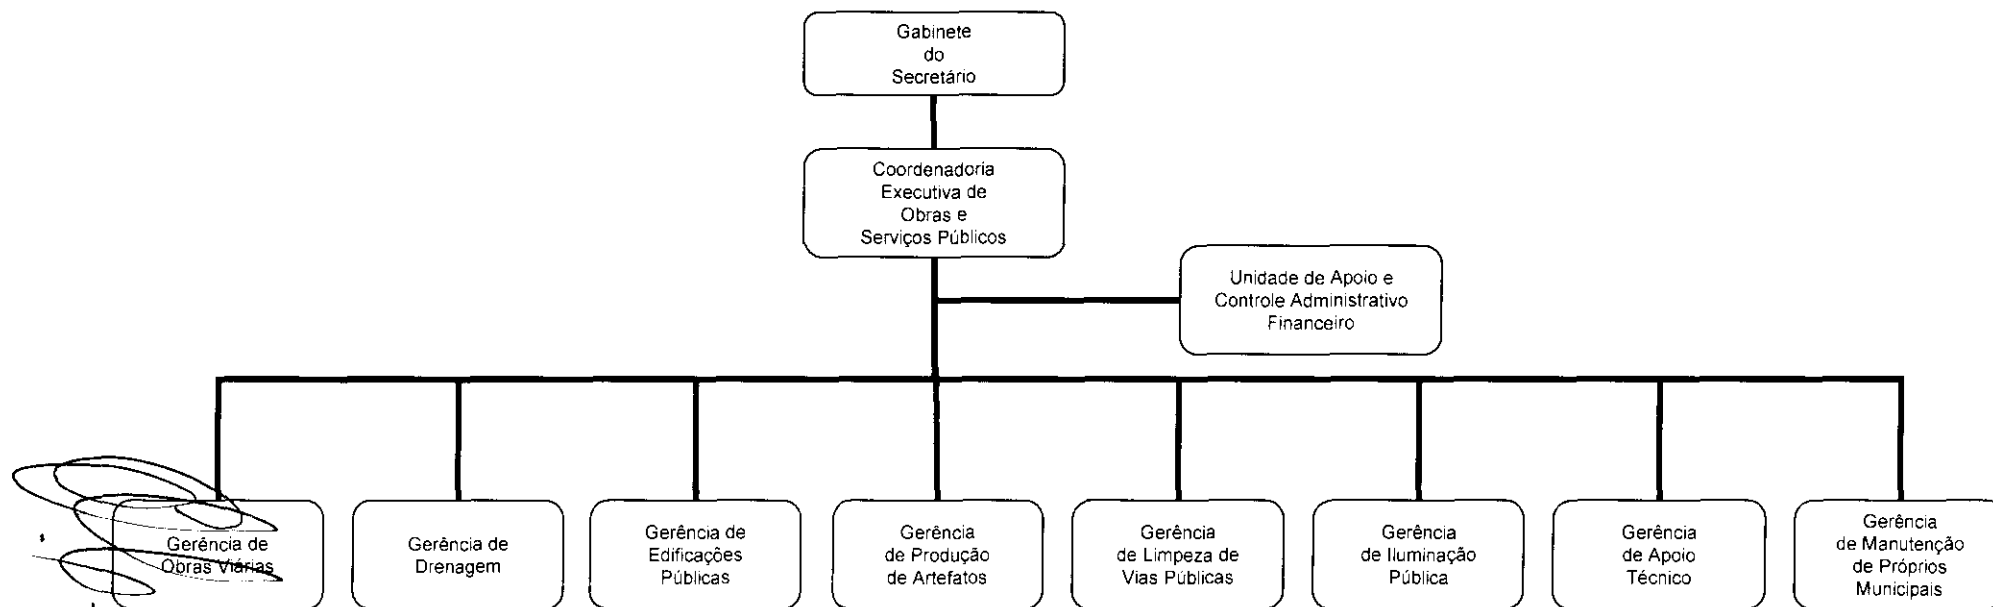 Gabinete
do
Secretário
Coordenadoria
Executiva de
Obras e
Serviços Públicos
Unidade de Apoio e
Controle Administrativo
Financeiro
Gerência de
Obras Viárias
Gerência de
Drenagem
Gerência de
Edificações
Públicas
Gerência
de Produção
de Artefatos
Gerência
de Limpeza de
Vias Públicas
Gerência
de Iluminação
Pública
Gerência
de Apoio
Técnico
Gerência
de Manutenção
de Próprios
Municipais